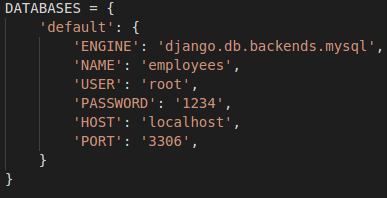 DATABASES = {
    'default': {
        'ENGINE': 'django.db.backends.mysql',
        'NAME': 'employees',
        'USER': 'root',
        'PASSWORD': '1234',
        'HOST': 'localhost',
        'PORT': '3306',
    }
}